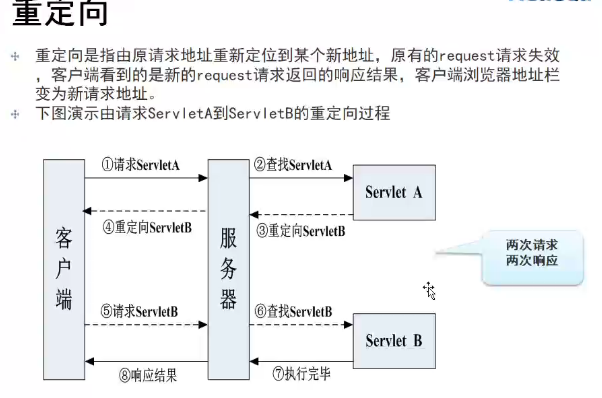 重定向
重定向是指由原请求地址重新定位到某个新地址，原有的request请求失效
，客户端看到的是新的request请求返回的响应结果，客户端浏览器地址栏
变为新请求地址。
下图演示由请求ServletA到ServletB的重定向过程
①请求ServletA
②查找ServletA
Servlet A
④重定向ServletB
③重定向ServletB
客户端
服务器
两次请求
两次响应
⑤请求ServletB
⑥查找ServletB
Servlet B
⑧响应结果
⑦执行完毕